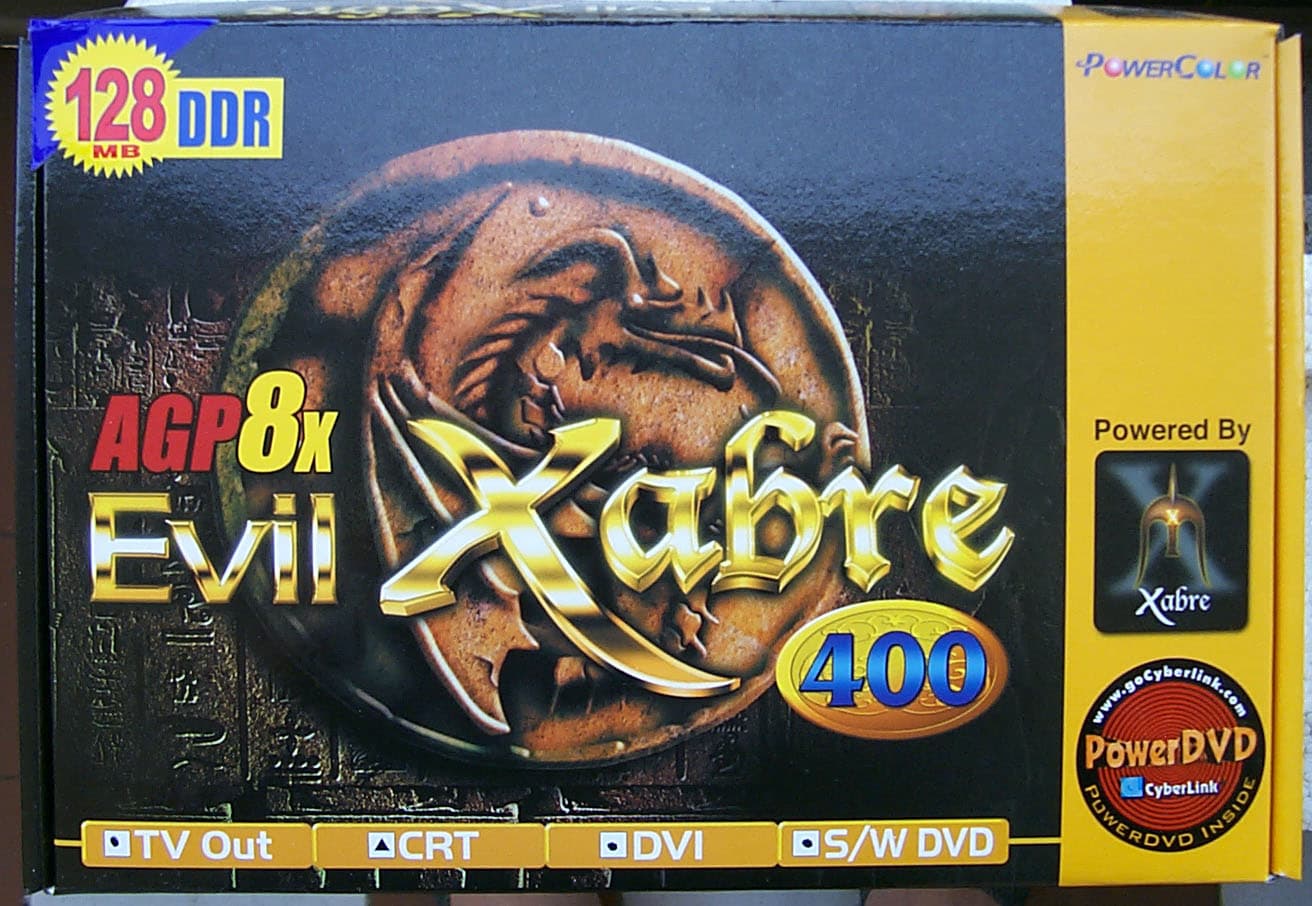 128
MB
DDR
POWERCOLOR
AGP8x
Evil Xabre
400
Powered By
X
Xabre
www.goCyberlink.com
PowerDVD
CyberLink
POWERDVD INSIDE
TV Out
CRT
DVI
S/W DVD